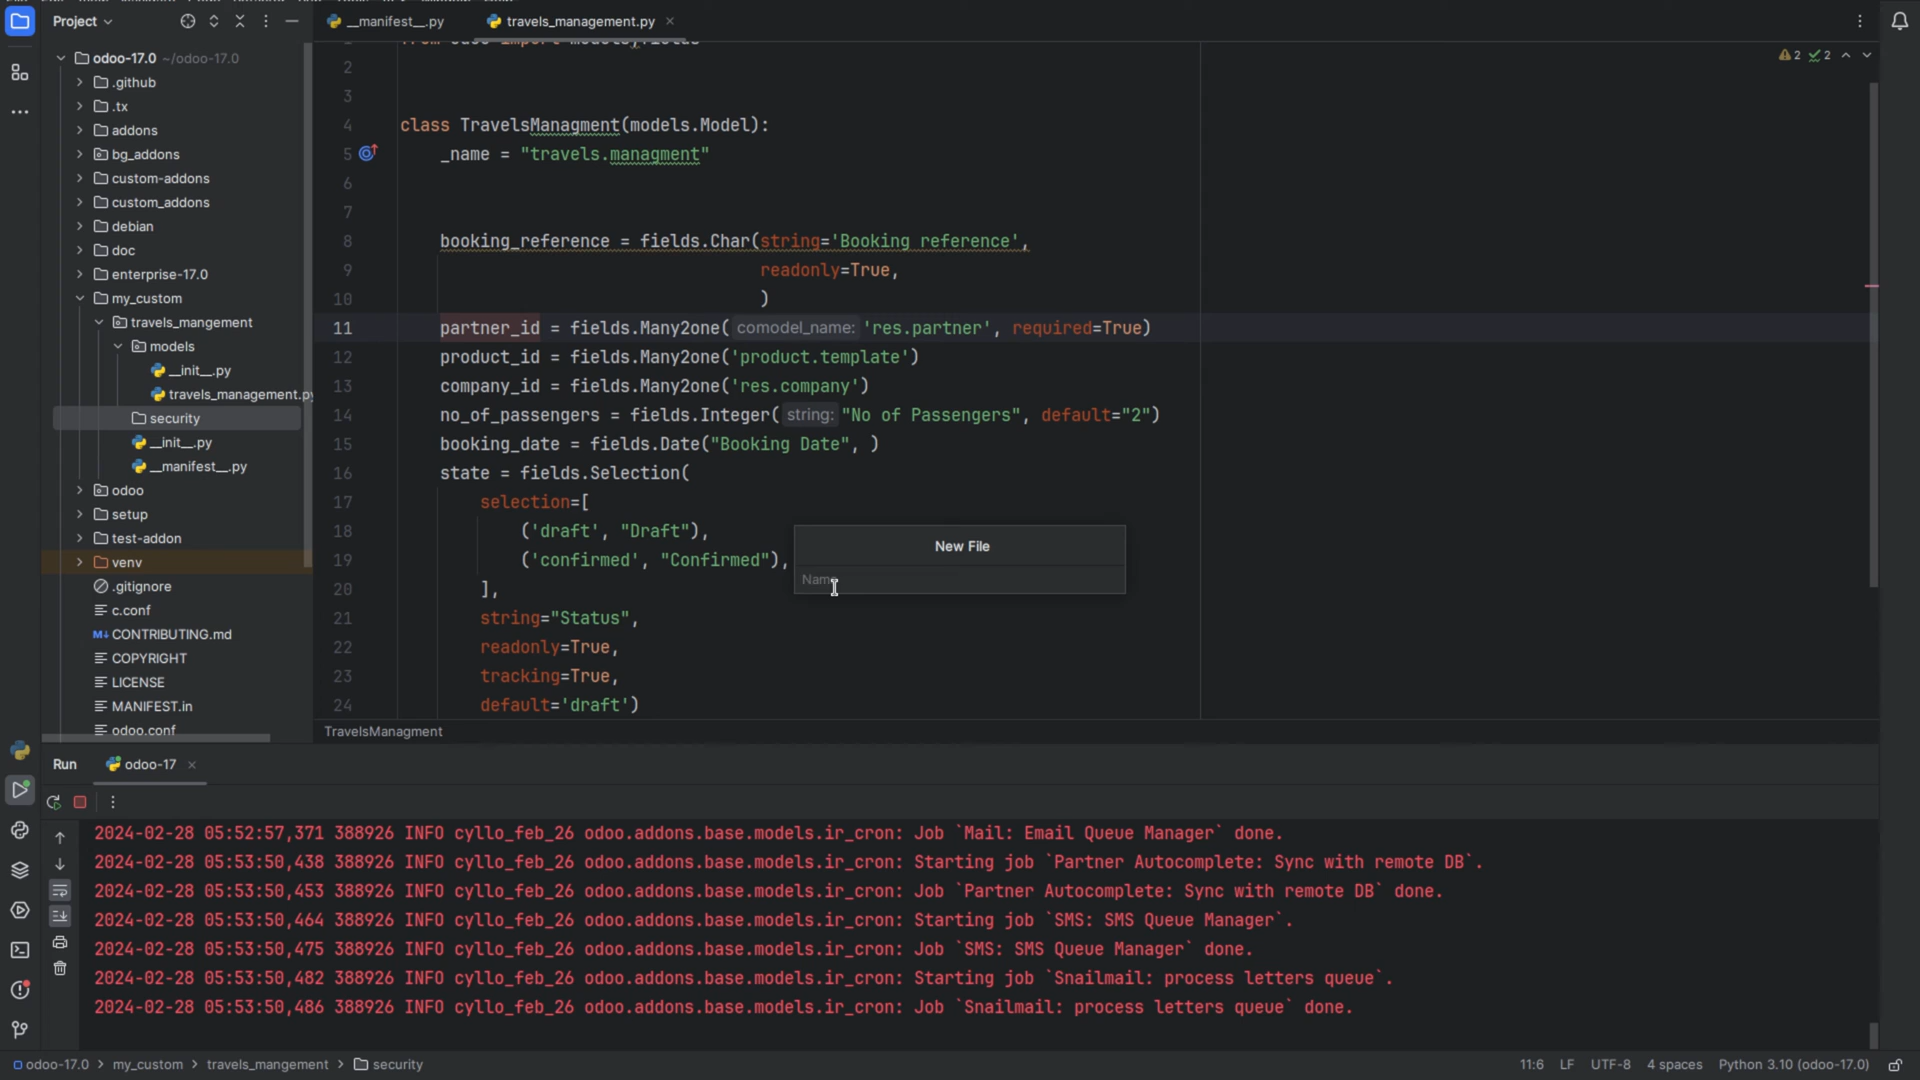 Project
__manifest__.py
travels_management.py
odoo-17.0 ~/odoo-17.0
.github
.tx
addons
bg_addons
custom-addons
custom_addons
debian
doc
enterprise-17.0
my_custom
travels_mangement
models
__init__.py
travels_management.py
security
__init__.py
__manifest__.py
odoo
setup
test-addon
venv
.gitignore
c.conf
CONTRIBUTING.md
COPYRIGHT
LICENSE
MANIFEST.in
odoo.conf
2 2
2
3
4 class TravelsManagment(models.Model):
5 _name = "travels.managment"
6
7
8 booking_reference = fields.Char(string='Booking reference',
9 readonly=True,
10 )
11 partner_id = fields.Many2one( comodel_name: 'res.partner', required=True)
12 product_id = fields.Many2one('product.template')
13 company_id = fields.Many2one('res.company')
14 no_of_passengers = fields.Integer( string: "No of Passengers", default="2")
15 booking_date = fields.Date("Booking Date", )
16 state = fields.Selection(
17 selection=[
18 ('draft', "Draft"),
19 ('confirmed', "Confirmed"),
20 ],
21 string="Status",
22 readonly=True,
23 tracking=True,
24 default='draft')
New File
Name
TravelsManagment
Run odoo-17
2024-02-28 05:52:57,371 388926 INFO cyllo_feb_26 odoo.addons.base.models.ir_cron: Job `Mail: Email Queue Manager` done.
2024-02-28 05:53:50,438 388926 INFO cyllo_feb_26 odoo.addons.base.models.ir_cron: Starting job `Partner Autocomplete: Sync with remote DB`.
2024-02-28 05:53:50,453 388926 INFO cyllo_feb_26 odoo.addons.base.models.ir_cron: Job `Partner Autocomplete: Sync with remote DB` done.
2024-02-28 05:53:50,464 388926 INFO cyllo_feb_26 odoo.addons.base.models.ir_cron: Starting job `SMS: SMS Queue Manager`.
2024-02-28 05:53:50,475 388926 INFO cyllo_feb_26 odoo.addons.base.models.ir_cron: Job `SMS: SMS Queue Manager` done.
2024-02-28 05:53:50,482 388926 INFO cyllo_feb_26 odoo.addons.base.models.ir_cron: Starting job `Snailmail: process letters queue`.
2024-02-28 05:53:50,486 388926 INFO cyllo_feb_26 odoo.addons.base.models.ir_cron: Job `Snailmail: process letters queue` done.
odoo-17.0 > my_custom > travels_mangement > security
11:6 LF UTF-8 4 spaces Python 3.10 (odoo-17.0)